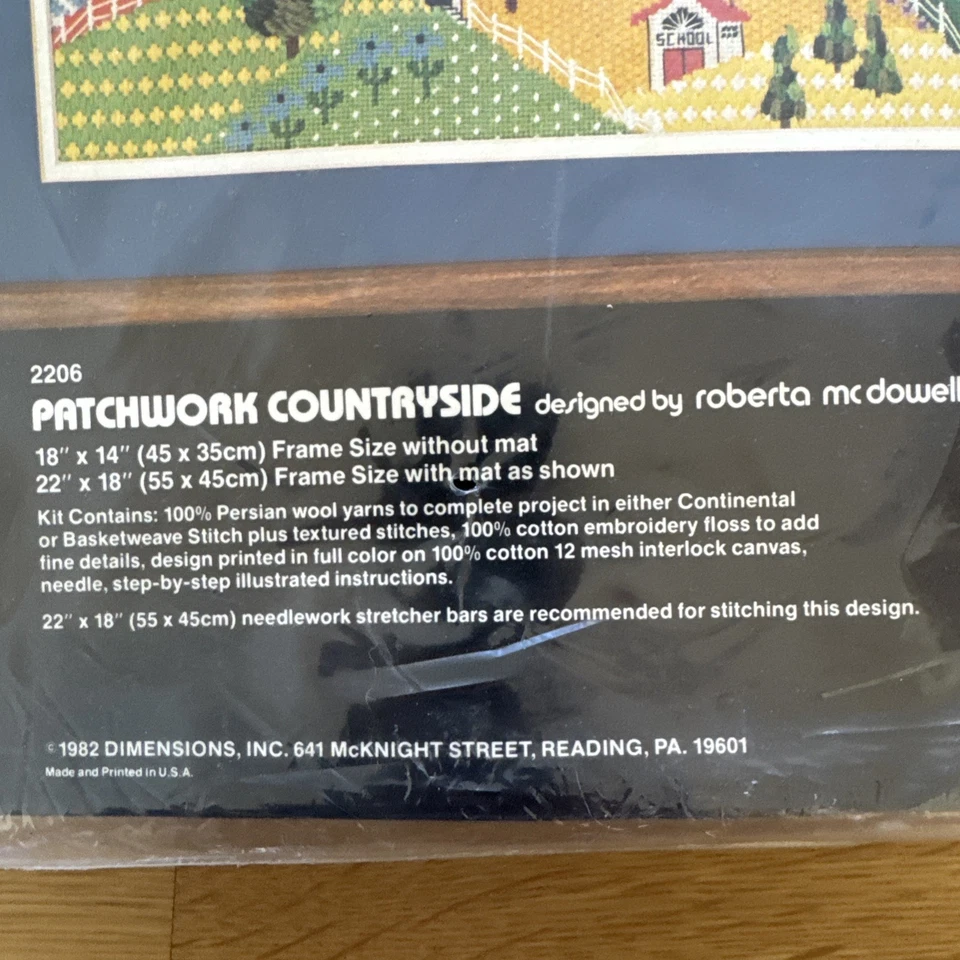 SCHOOL
2206
PATCHWORK COUNTRYSIDE designed by roberta mc dowell
18" x 14" (45 x 35cm) Frame Size without mat
22" x 18" (55 x 45cm) Frame Size with mat as shown
Kit Contains: 100% Persian wool yarns to complete project in either Continental
or Basketweave Stitch plus textured stitches, 100% cotton embroidery floss to add
fine details, design printed in full color on 100% cotton 12 mesh interlock canvas,
needle, step-by-step illustrated instructions.
22" x 18" (55 x 45cm) needlework stretcher bars are recommended for stitching this design.
© 1982 DIMENSIONS, INC. 641 McKNIGHT STREET, READING, PA. 19601
Made and Printed in U.S.A.